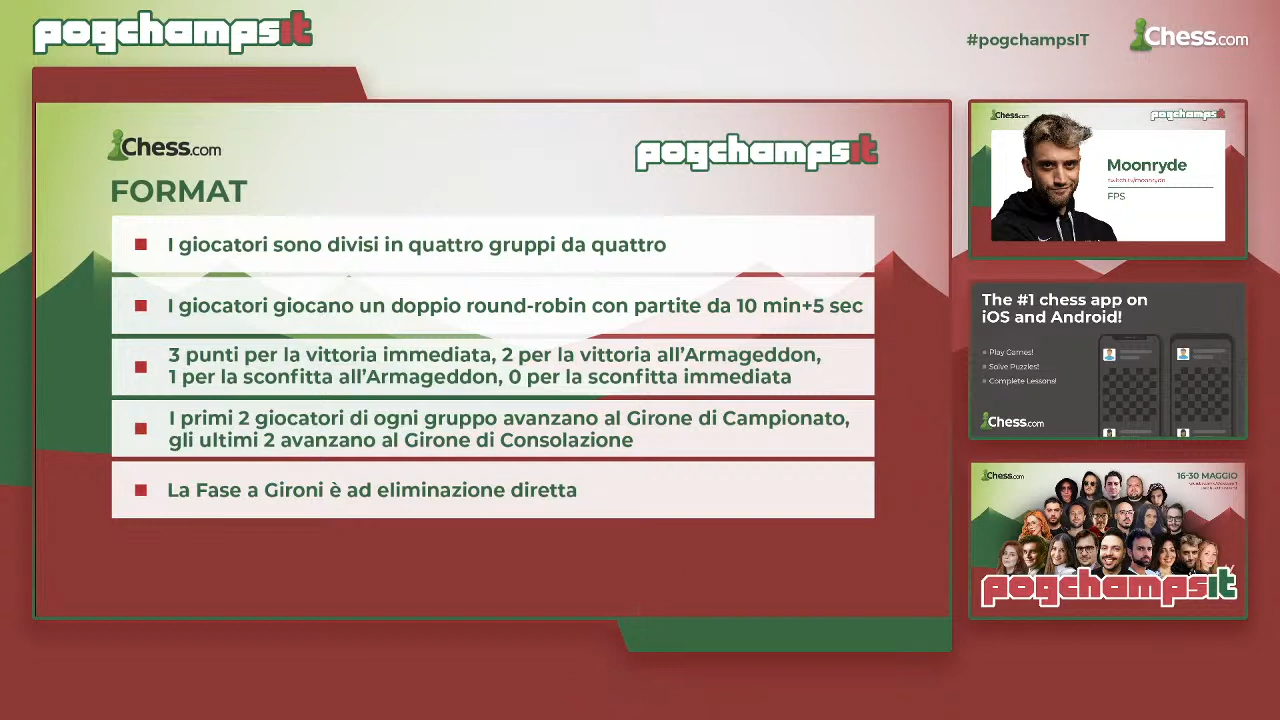 pogchampsit
#pogchampsIT
Chess.com
Chess.com
pogchampsit
FORMAT
I giocatori sono divisi in quattro gruppi da quattro
I giocatori giocano un doppio round-robin con partite da 10 min+5 sec
3 punti per la vittoria immediata, 2 per la vittoria all’Armageddon,
1 per la sconfitta all’Armageddon, 0 per la sconfitta immediata
I primi 2 giocatori di ogni gruppo avanzano al Girone di Campionato,
gli ultimi 2 avanzano al Girone di Consolazione
La Fase a Gironi è ad eliminazione diretta
Chess.com
pogchampsit
Moonryde
twitch.tv/moonryde
FPS
The #1 chess app on
iOS and Android!
Play Games!
Solve Puzzles!
Complete Lessons!
Chess.com
Chess.com
16-30 MAGGIO
pogchampsit